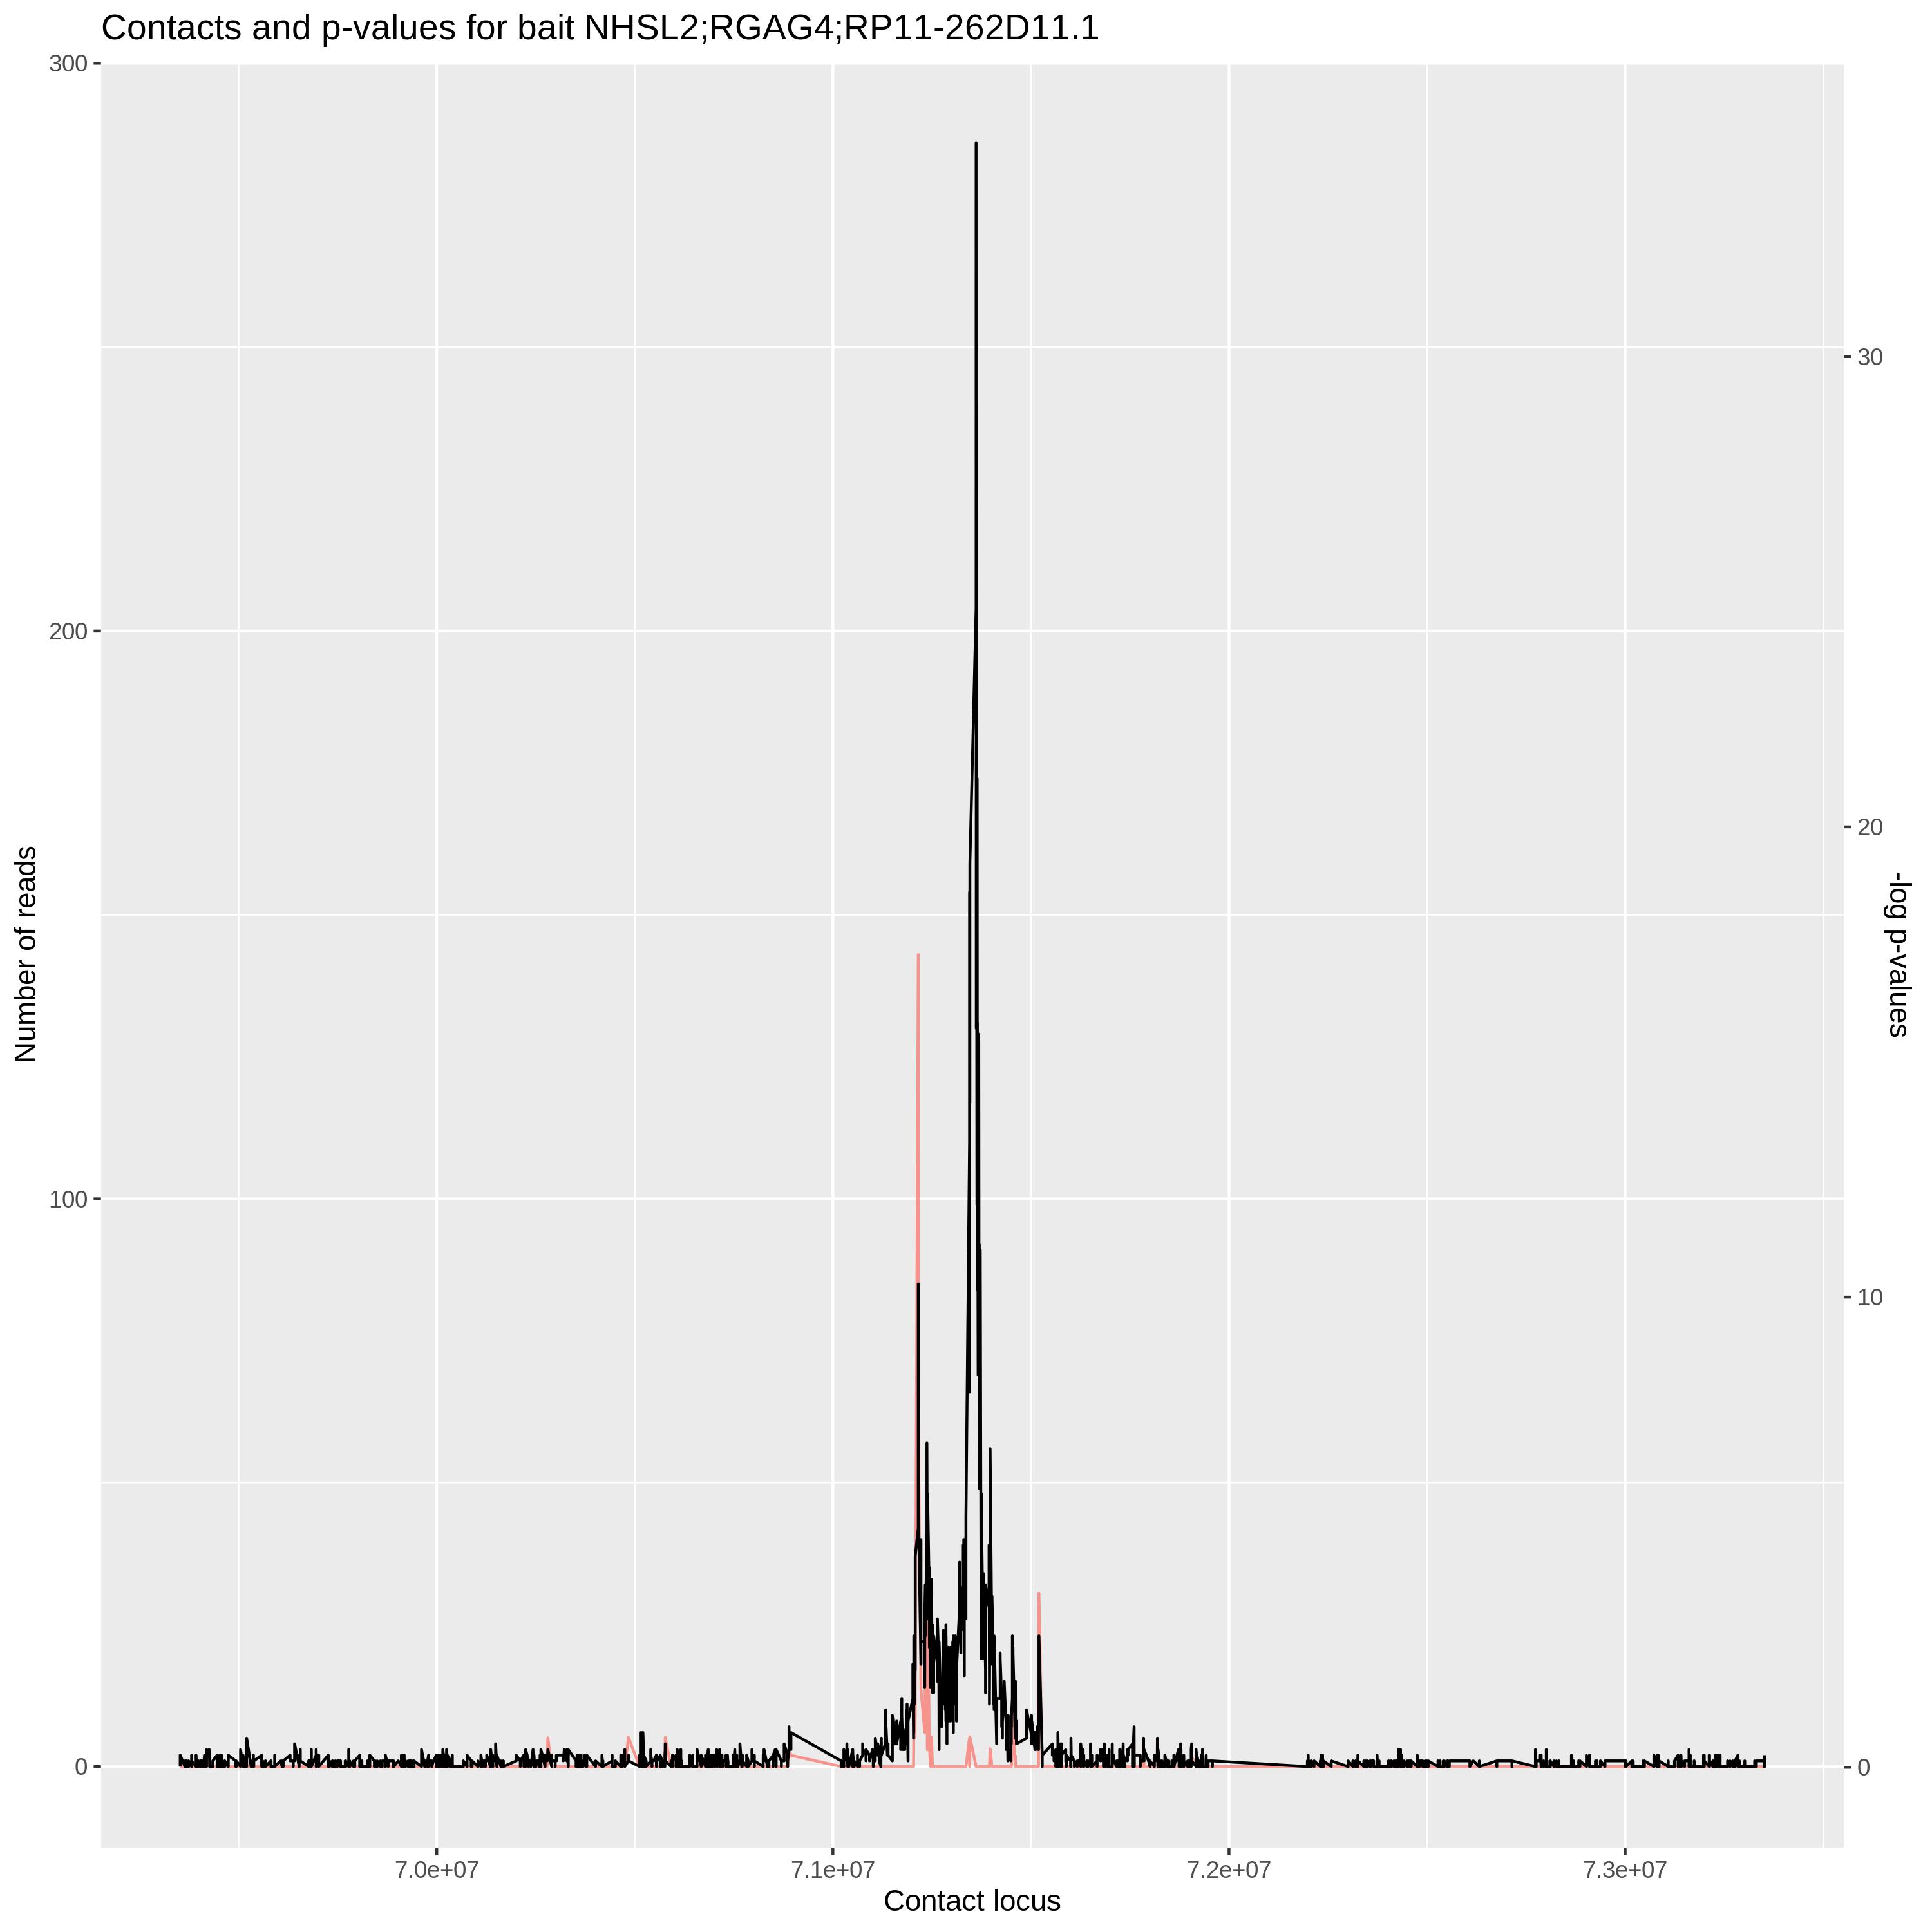 Contacts and p-values for bait NHSL2;RGAG4;RP11-262D11.1
300
200
100
0
Number of reads
30
20
10
0
-log p-values
7.0e+07 7.1e+07 7.2e+07 7.3e+07
Contact locus